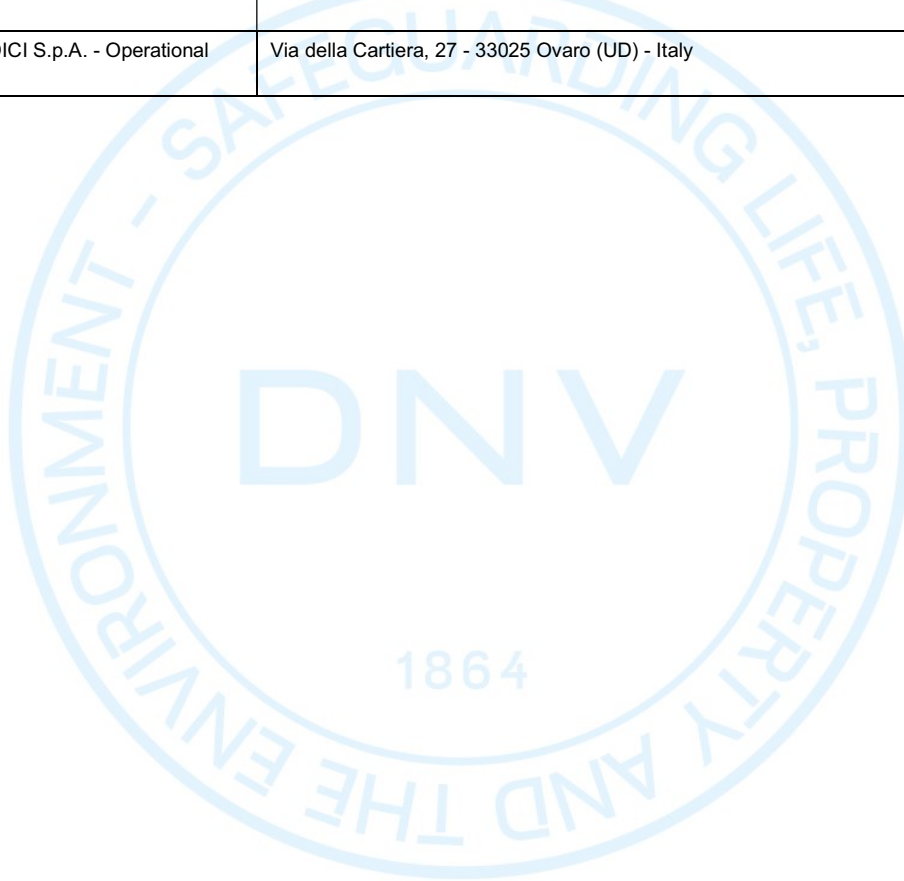 ICI S.p.A. - Operational
Via della Cartiera, 27 - 33025 Ovaro (UD) - Italy
SAFEGUARDING LIFE, PROPERTY AND THE ENVIRONMENT -
DNV
1864